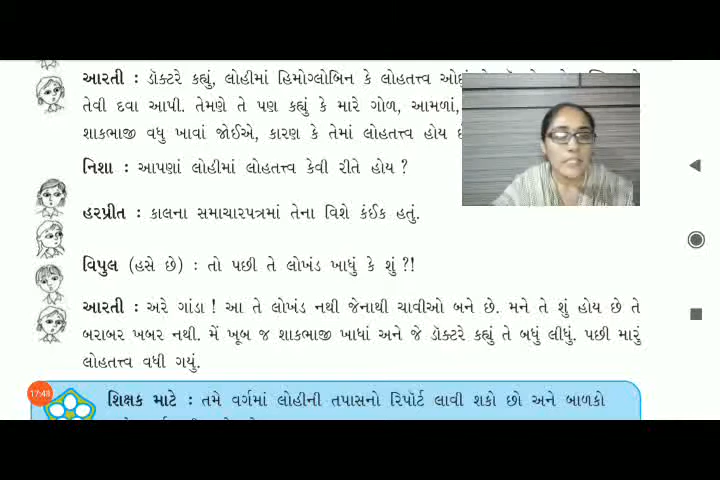 આરતી : ડૉક્ટરે કહ્યું, લોહીમાં હિમોગ્લોબિન કે લોહતત્ત્વ
તેવી દવા આપી. તેમણે તે પણ કહ્યું કે મારે ગોળ, આમળાં,
શાકભાજી વધુ ખાવાં જોઈએ, કારણ કે તેમાં લોહતત્ત્વ હોય
નિશા : આપણાં લોહીમાં લોહતત્ત્વ કેવી રીતે હોય ?
હરપ્રીત : કાલના સમાચારપત્રમાં તેના વિશે કંઈક હતું.
વિપુલ (હસે છે) : તો પછી તે લોખંડ ખાધું કે શું ?!
આરતી : અરે ગાંડા ! આ તે લોખંડ નથી જેનાથી ચાવીઓ બને છે. મને તે શું હોય છે તે
બરાબર ખબર નથી. મેં ખૂબ જ શાકભાજી ખાધાં અને જે ડૉક્ટરે કહ્યું તે બધું લીધું. પછી મારું
લોહતત્ત્વ વધી ગયું.
17:48
શિક્ષક માટે : તમે વર્ગમાં લોહીની તપાસનો રિપૉર્ટ લાવી શકો છો અને બાળકો